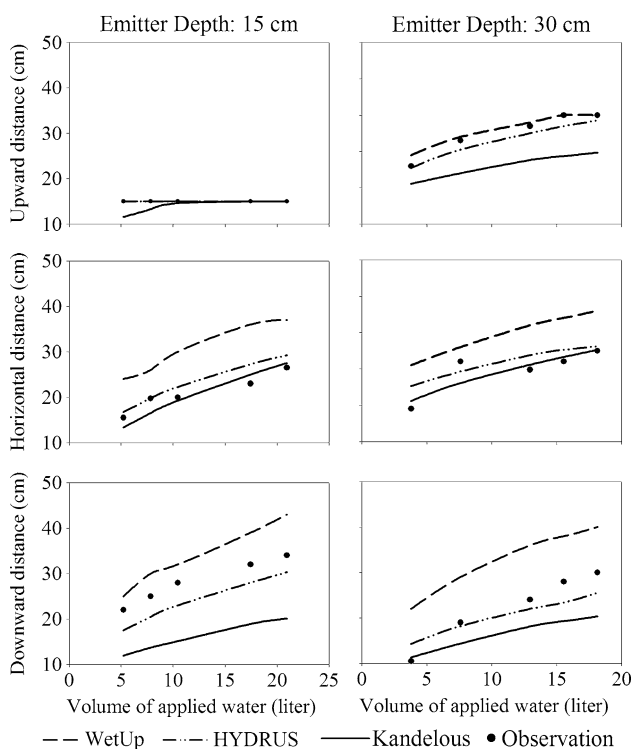 Emitter Depth: 15 cm
Emitter Depth: 30 cm
Upward distance (cm)
50
40
30
20
10
Horizontal distance (cm)
50
40
30
20
10
Downward distance (cm)
50
40
30
20
10
0 5 10 15 20 25
0 5 10 15 20
Volume of applied water (liter)
Volume of applied water (liter)
WetUp HYDRUS Kandelous Observation